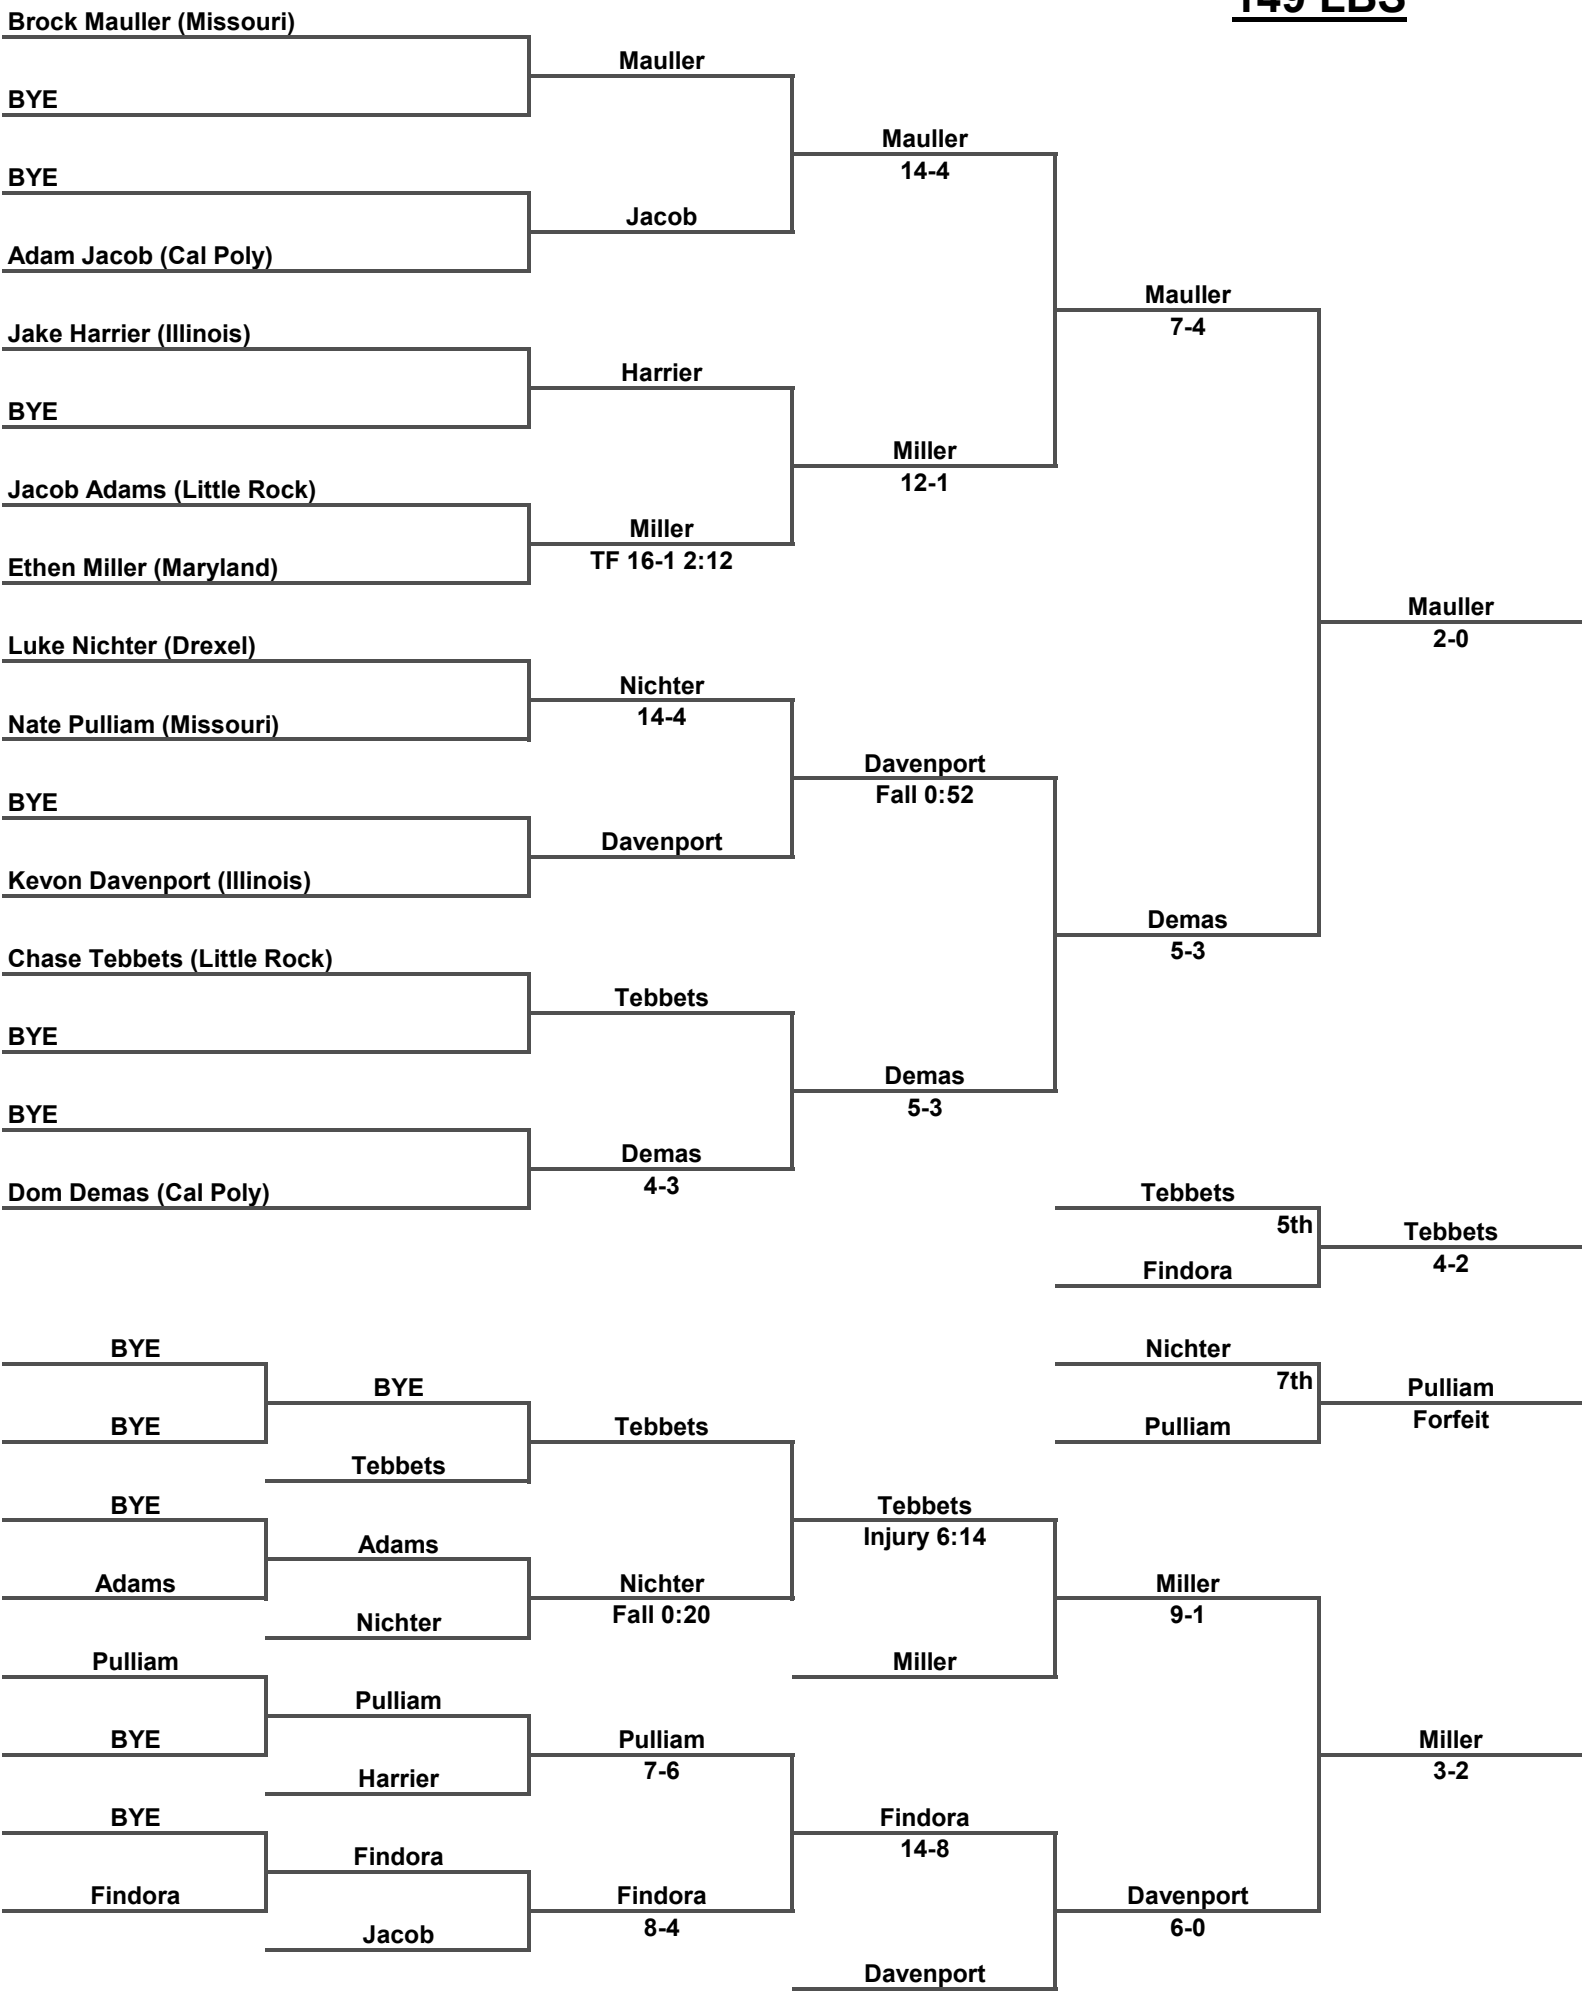 149 LBS
Brock Mauller (Missouri)
Mauller
BYE
Mauller
14-4
BYE
Jacob
Adam Jacob (Cal Poly)
Mauller
7-4
Jake Harrier (Illinois)
Harrier
BYE
Miller
12-1
Jacob Adams (Little Rock)
Miller
TF 16-1 2:12
Ethen Miller (Maryland)
Mauller
2-0
Luke Nichter (Drexel)
Nichter
14-4
Nate Pulliam (Missouri)
Davenport
Fall 0:52
BYE
Davenport
Kevon Davenport (Illinois)
Demas
5-3
Chase Tebbets (Little Rock)
Tebbets
BYE
Demas
5-3
BYE
Demas
4-3
Dom Demas (Cal Poly)
Tebbets
5th
Tebbets
4-2
Findora
BYE
Nichter
7th
BYE
Pulliam
Forfeit
BYE
Tebbets
Pulliam
Tebbets
BYE
Tebbets
Injury 6:14
Adams
Adams
Nichter
Fall 0:20
Miller
9-1
Nichter
Pulliam
Miller
Pulliam
BYE
Pulliam
7-6
Miller
3-2
Harrier
BYE
Findora
14-8
Findora
Findora
Findora
8-4
Davenport
6-0
Jacob
Davenport